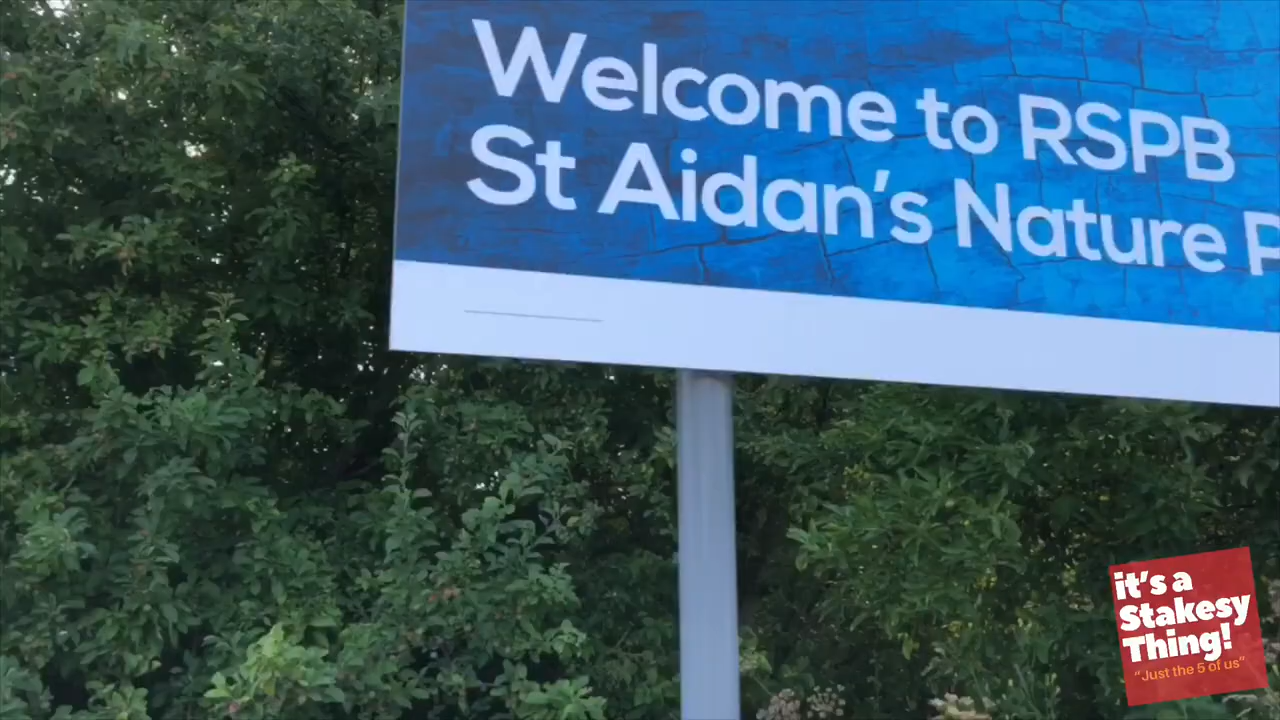 Welcome to RSPB
St Aidan's Nature P
it's a
Stakesy
Thing!
"Just the 5 of us"